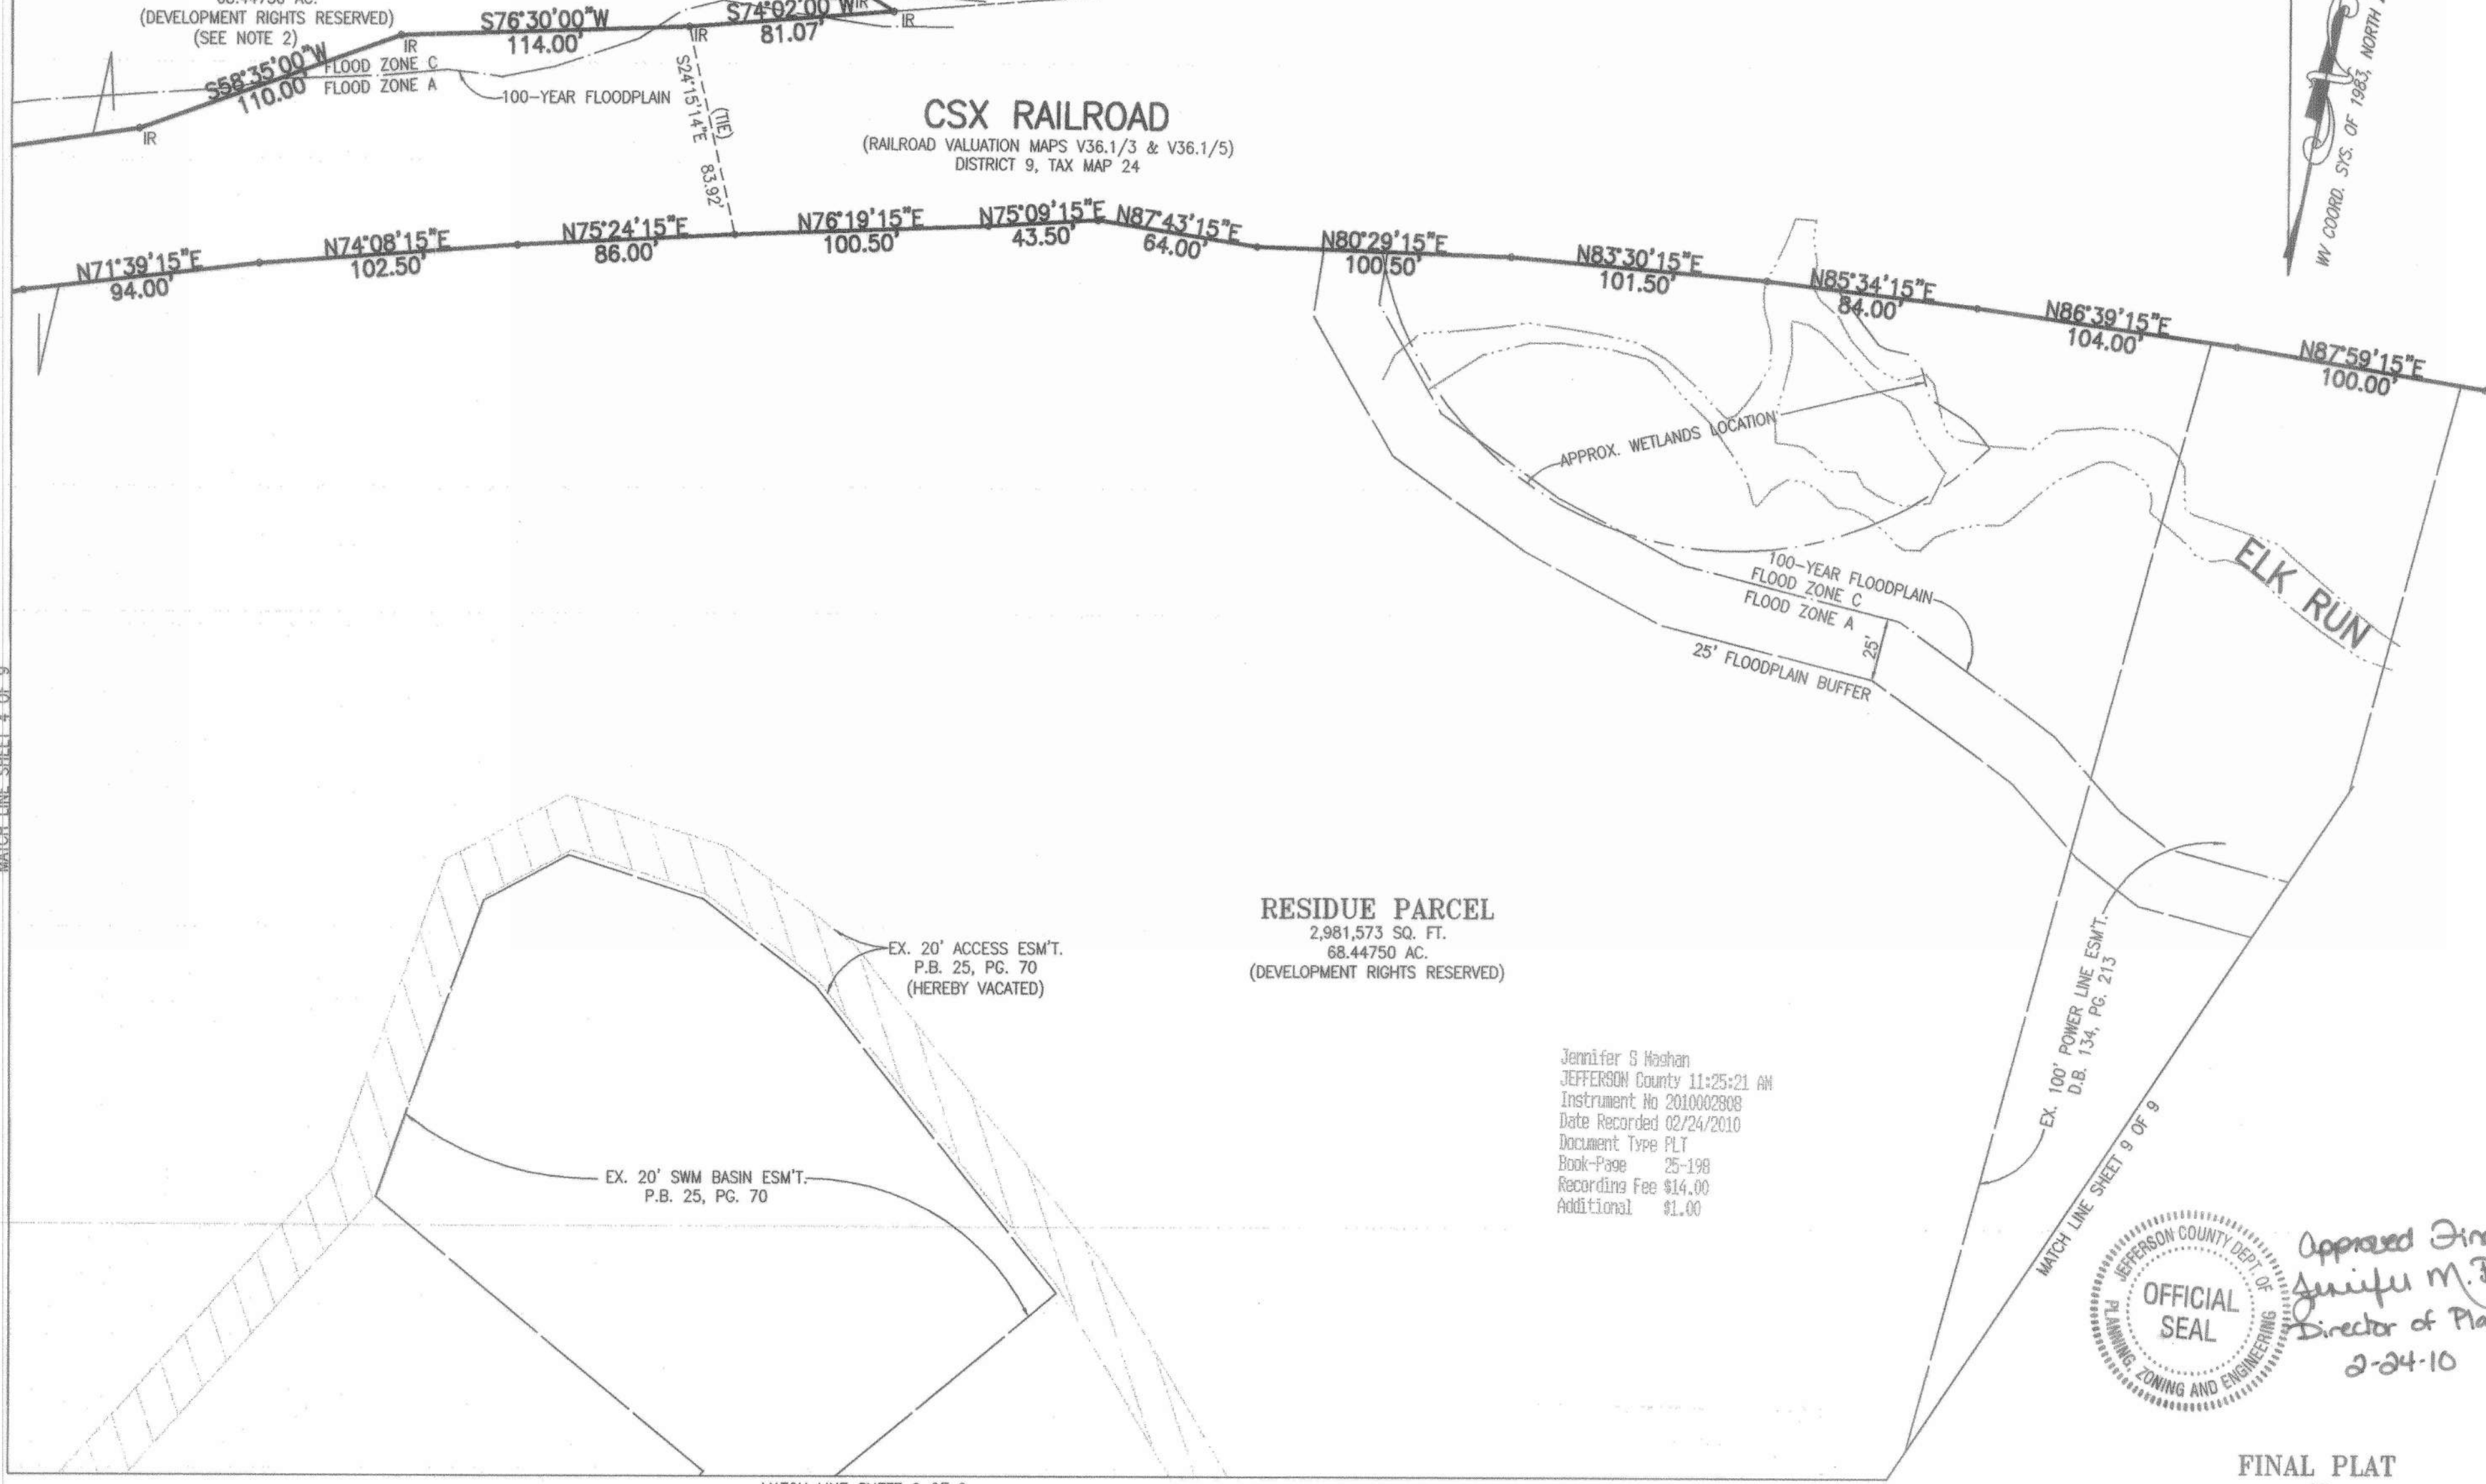 (DEVELOPMENT RIGHTS RESERVED)
(SEE NOTE 2)
S58°35'00"W
110.00'
S76°30'00"W
114.00'
S74°02'00"W
81.07'
IR
IR
IR
IR
IR
FLOOD ZONE C
FLOOD ZONE A
100-YEAR FLOODPLAIN
S24°15'14"E 83.92'
(TIE)
CSX RAILROAD
(RAILROAD VALUATION MAPS V36.1/3 & V36.1/5)
DISTRICT 9, TAX MAP 24
WV COORD. SYS. OF 1983, NORTH
N71°39'15"E
94.00'
N74°08'15"E
102.50'
N75°24'15"E
86.00'
N76°19'15"E
100.50'
N75°09'15"E
43.50'
N87°43'15"E
64.00'
N80°29'15"E
100.50'
N83°30'15"E
101.50'
N85°34'15"E
84.00'
N86°39'15"E
104.00'
N87°59'15"E
100.00'
APPROX. WETLANDS LOCATION
100-YEAR FLOODPLAIN
FLOOD ZONE C
FLOOD ZONE A
25'
25' FLOODPLAIN BUFFER
ELK RUN
MATCH LINE SHEET 4 OF 9
RESIDUE PARCEL
2,981,573 SQ. FT.
68.44750 AC.
(DEVELOPMENT RIGHTS RESERVED)
EX. 20' ACCESS ESM'T.
P.B. 25, PG. 70
(HEREBY VACATED)
EX. 20' SWM BASIN ESM'T.
P.B. 25, PG. 70
EX. 100' POWER LINE ESM'T.
D.B. 134, PG. 213
MATCH LINE SHEET 9 OF 9
Jennifer S Maghan
JEFFERSON County 11:25:21 AM
Instrument No 2010002808
Date Recorded 02/24/2010
Document Type PLT
Book-Page 25-198
Recording Fee $14.00
Additional $1.00
JEFFERSON COUNTY DEPT. OF
PLANNING, ZONING AND ENGINEERING
OFFICIAL
SEAL
Approved
Jennifer M.
Director of
2-24-10
FINAL PLAT